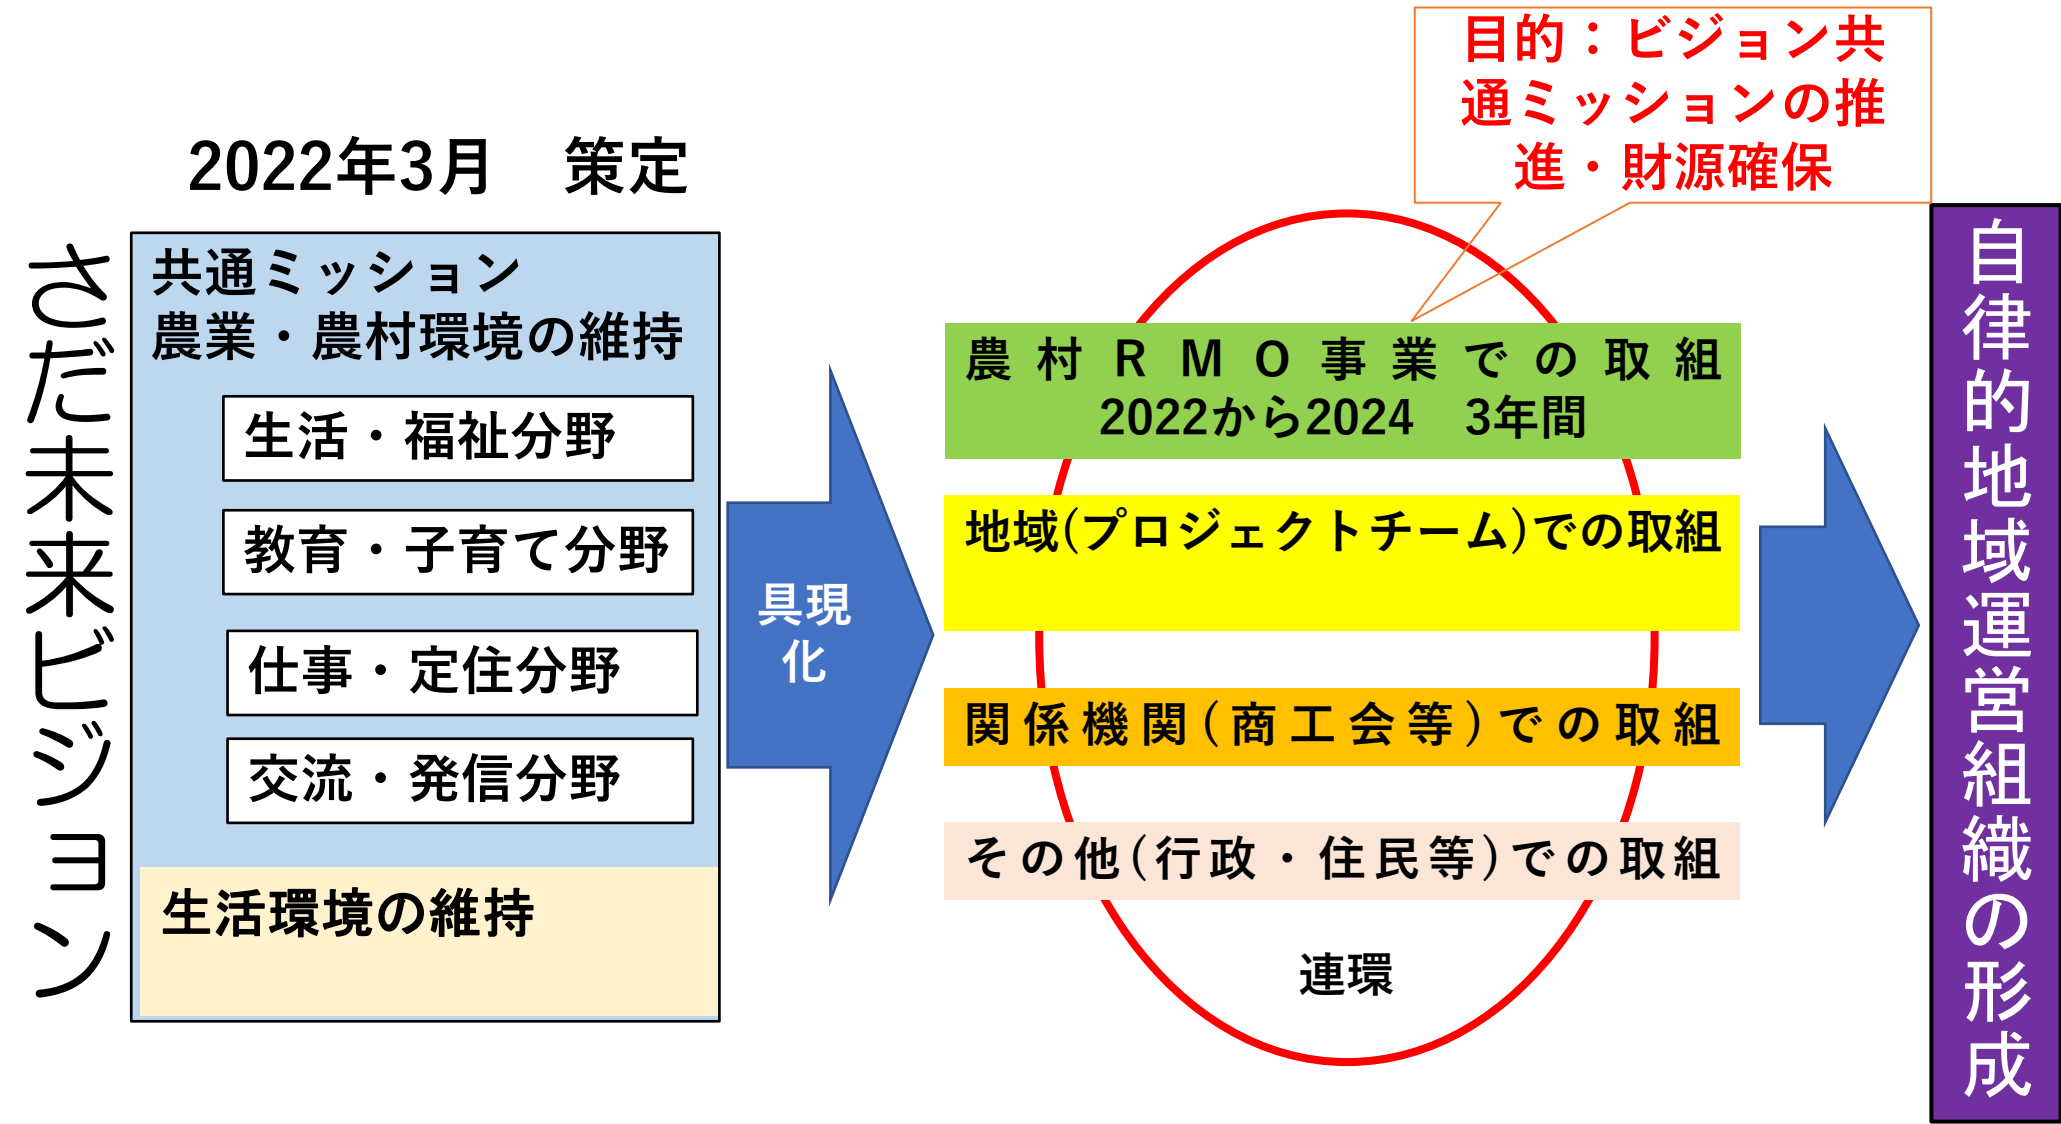 目的：ビジョン共
通ミッションの推
進・財源確保
2022年3月　策定
さだ未来ビジョン
共通ミッション
農業・農村環境の維持
生活・福祉分野
教育・子育て分野
仕事・定住分野
交流・発信分野
生活環境の維持
具現
化
農村ＲＭＯ事業での取組
2022から2024　3年間
地域(プロジェクトチーム)での取組
関係機関(商工会等)での取組
その他(行政・住民等)での取組
連環
自律的地域運営組織の形成